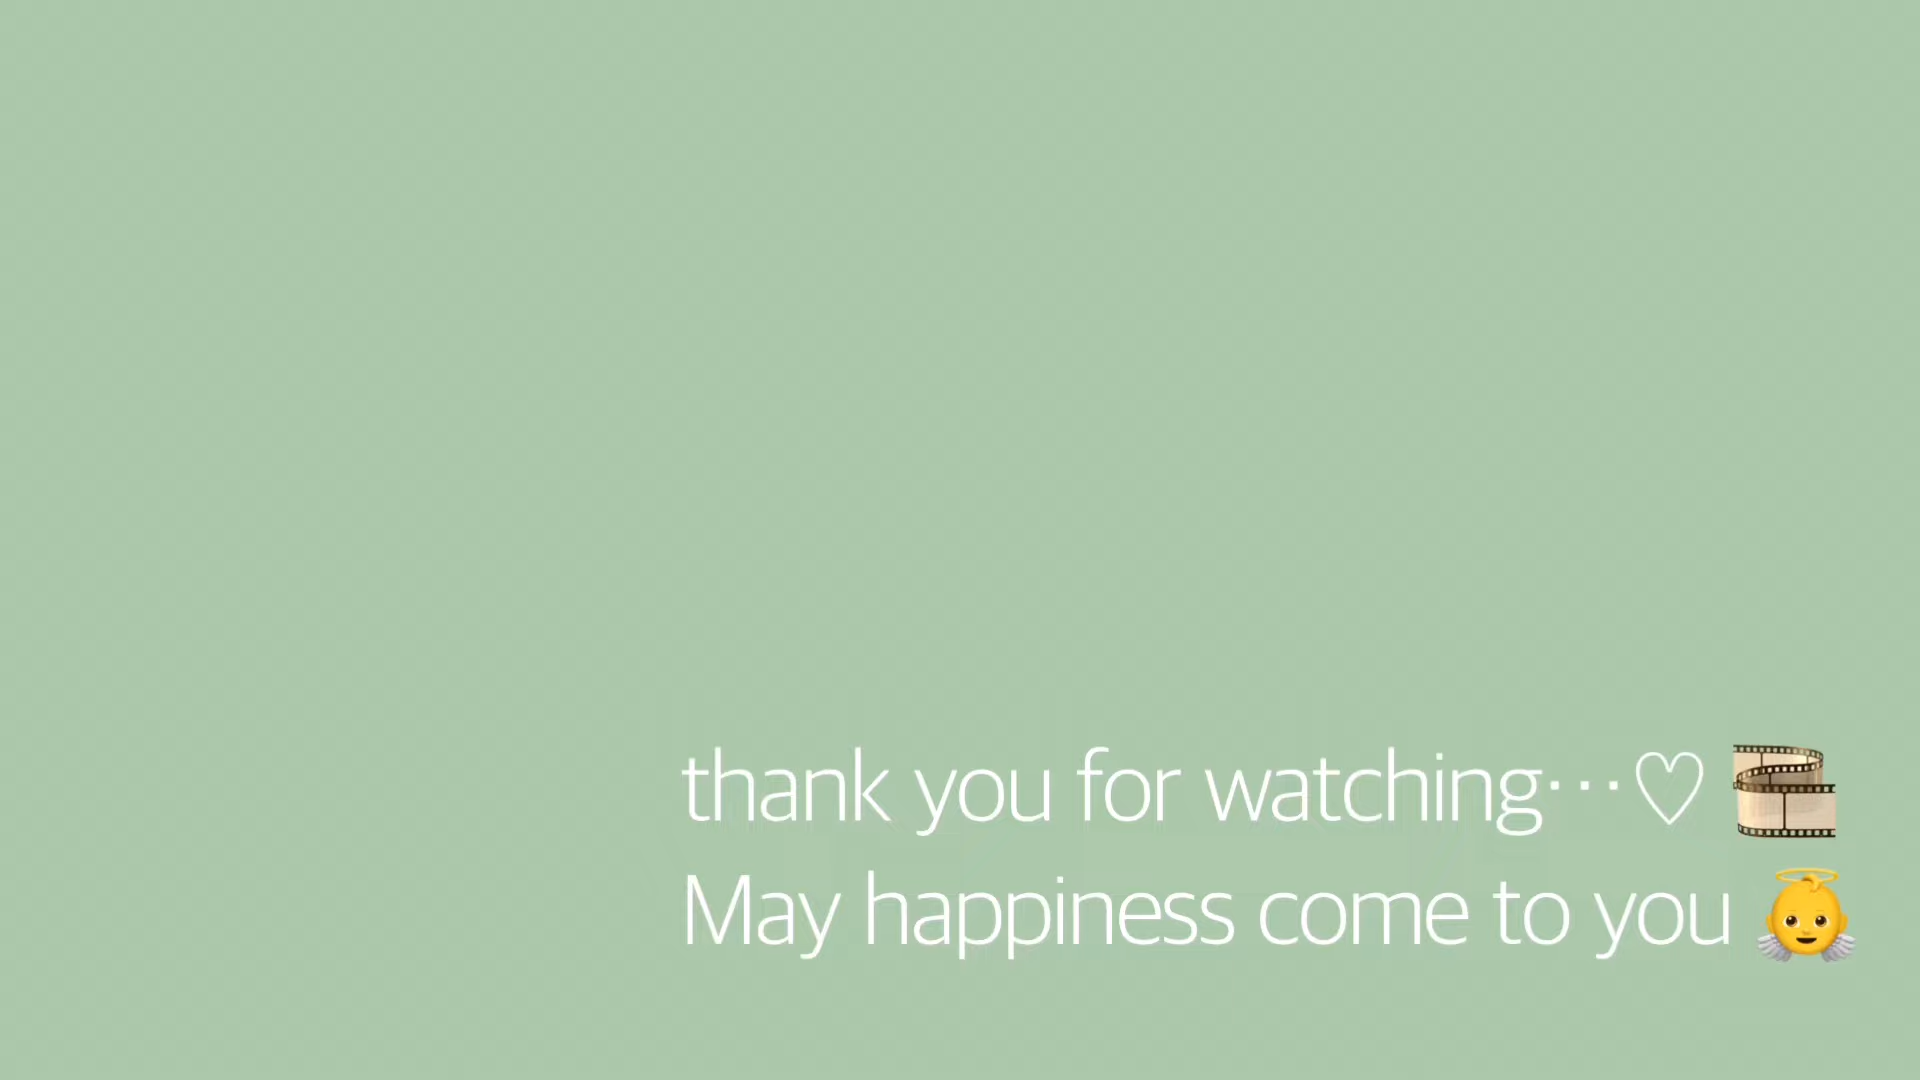 thank you for watching⋯♡ 🎞️
May happiness come to you 👼